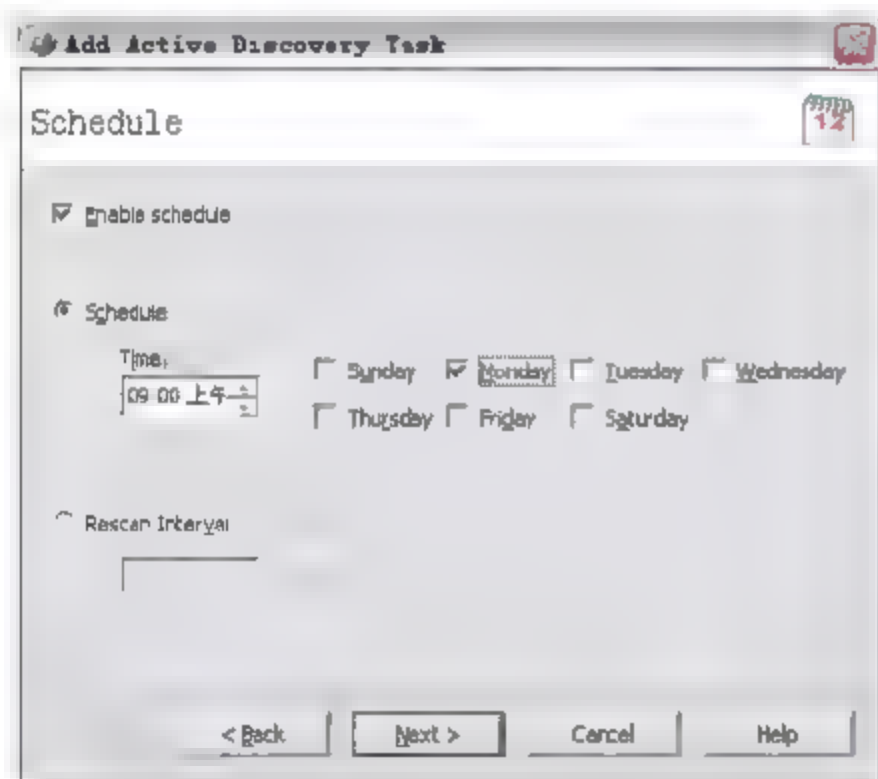 Add Active Discovery Task
Schedule
12
Enable schedule
Schedule
Time:
09:00 上午
Sunday Monday Tuesday Wednesday
Thursday Friday Saturday
Rescan Interval
< Back Next > Cancel Help